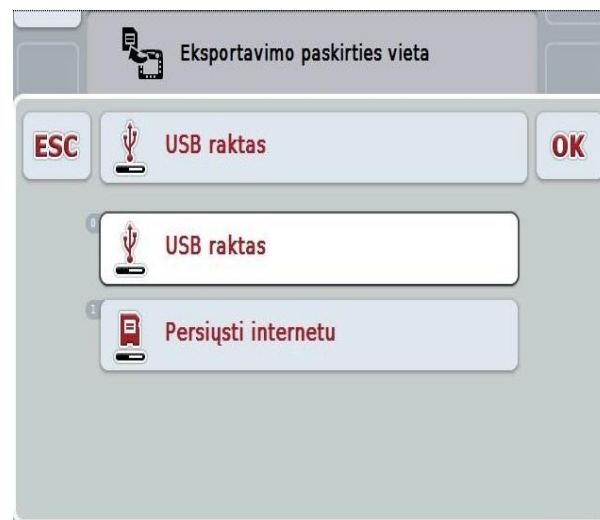 Eksportavimo paskirties vieta
ESC
USB raktas
OK
0
USB raktas
1
Persiųsti internetu